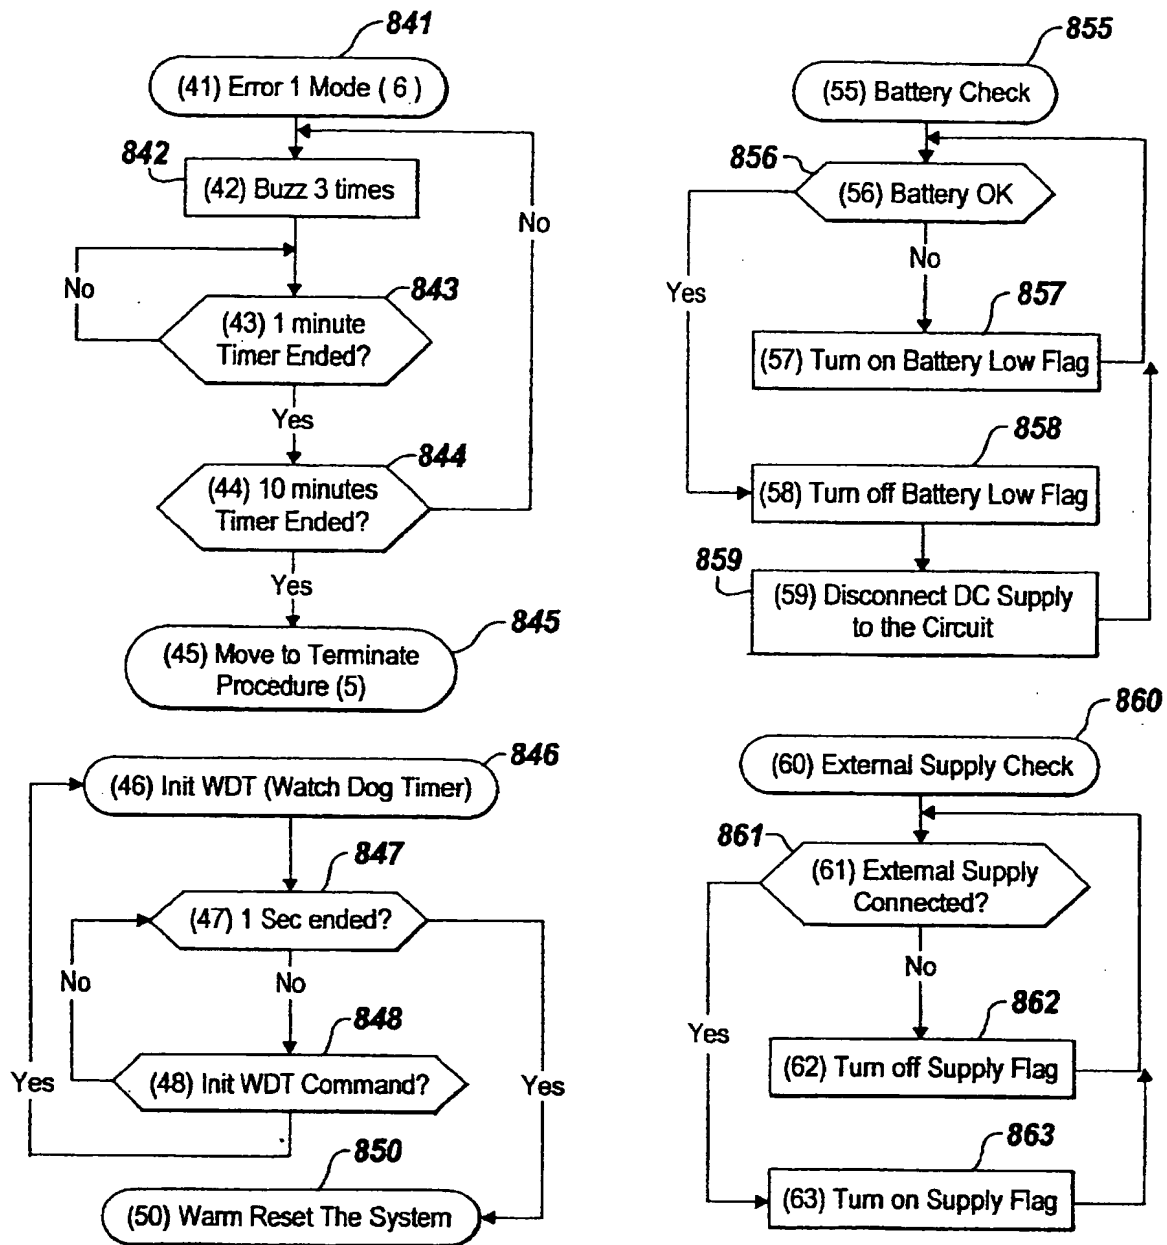 841
(41) Error 1 Mode ( 6 )
842
(42) Buzz 3 times
No
No
843
(43) 1 minute
Timer Ended?
Yes
844
(44) 10 minutes
Timer Ended?
Yes
845
(45) Move to Terminate
Procedure (5)
846
(46) Init WDT (Watch Dog Timer)
847
(47) 1 Sec ended?
No
No
848
(48) Init WDT Command?
Yes
Yes
850
(50) Warm Reset The System
855
(55) Battery Check
856
(56) Battery OK
No
Yes
857
(57) Turn on Battery Low Flag
858
(58) Turn off Battery Low Flag
859
(59) Disconnect DC Supply
to the Circuit
860
(60) External Supply Check
861
(61) External Supply
Connected?
No
Yes
862
(62) Turn off Supply Flag
863
(63) Turn on Supply Flag